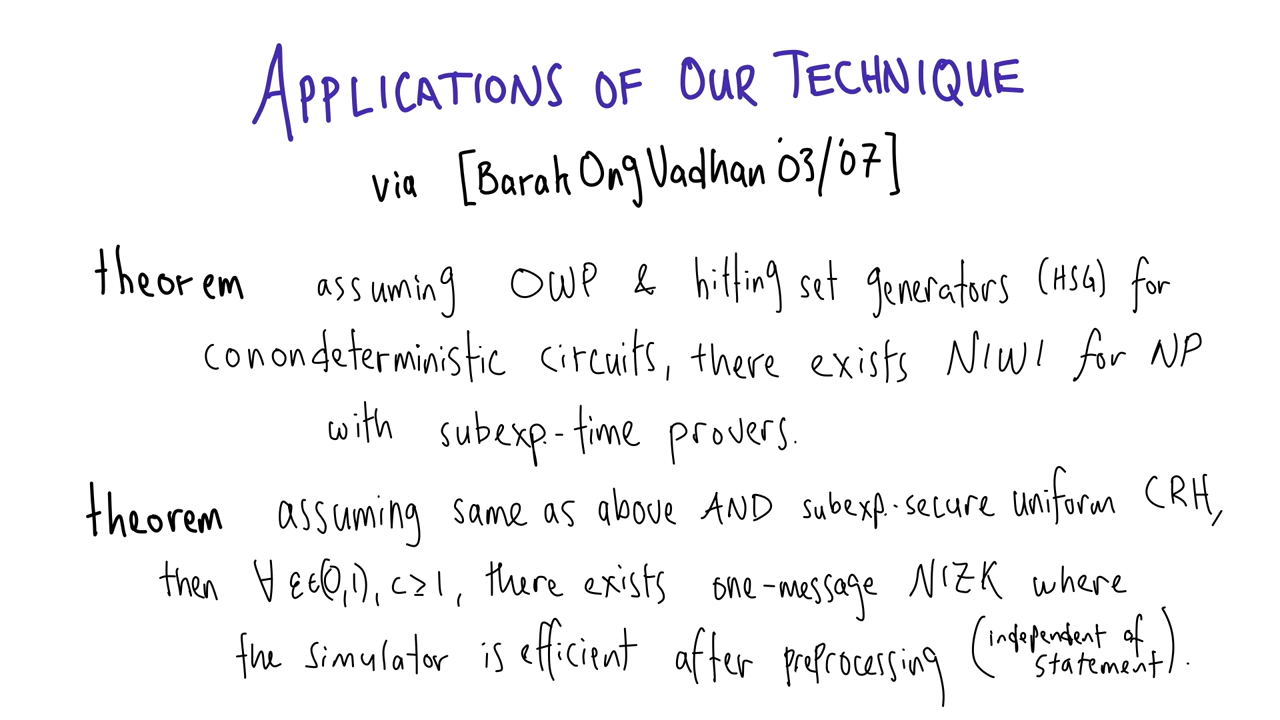 APPLICATIONS OF OUR TECHNIQUE
via [Barak Ong Vadhan '03/'07]
theorem assuming OWP & hitting set generators (HSG) for
conondeterministic circuits, there exists NIWI for NP
with subexp.-time provers.
theorem assuming same as above AND subexp.-secure uniform CRH,
then ∀ ε∈(0,1), c≥1, there exists one-message NIZK where
the simulator is efficient after preprocessing (independent of
statement).